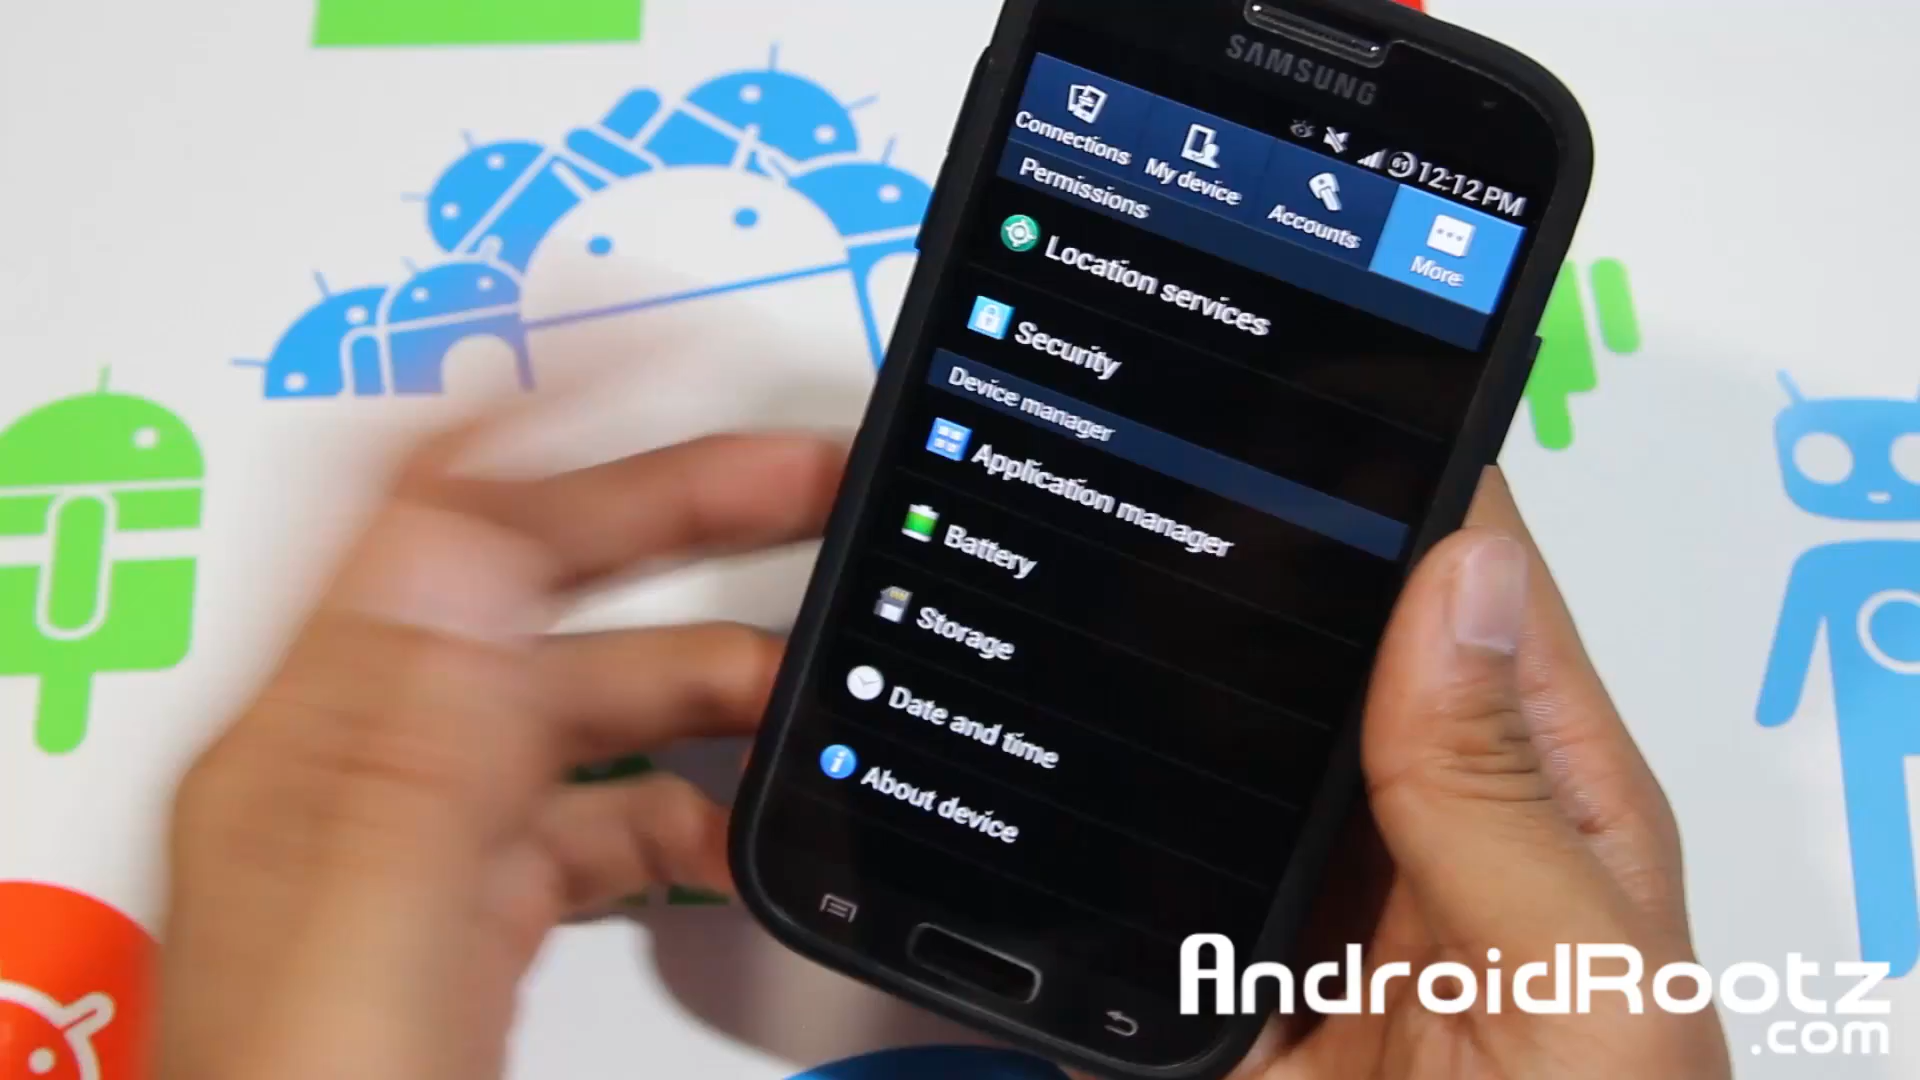 SAMSUNG
61 12:12 PM
Connections
My device
Accounts
More
Permissions
Location services
Security
Device manager
Application manager
Battery
Storage
Date and time
About device
AndroidRootz
.com